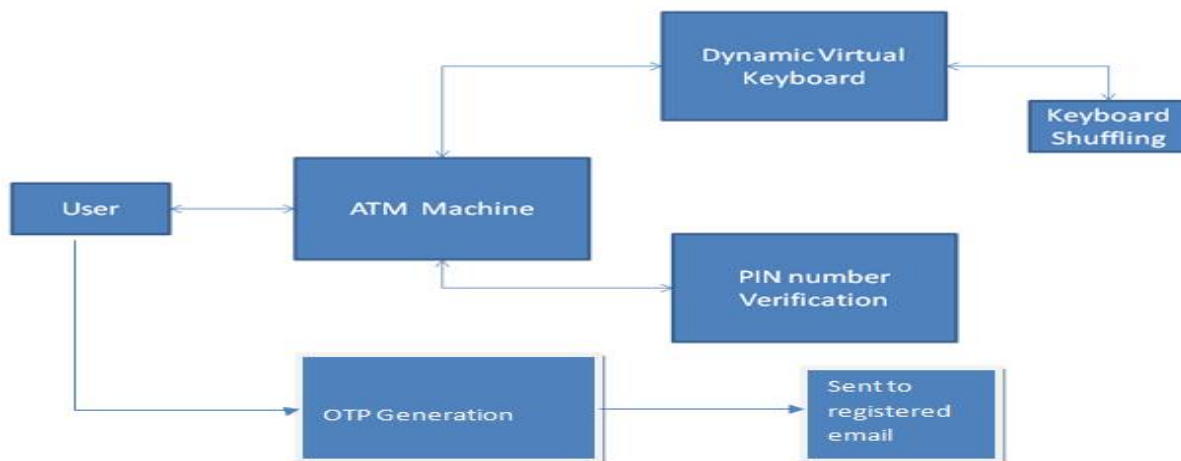 Dynamic Virtual
Keyboard
Keyboard
Shuffling
User
ATM Machine
PIN number
Verification
OTP Generation
Sent to
registered
email